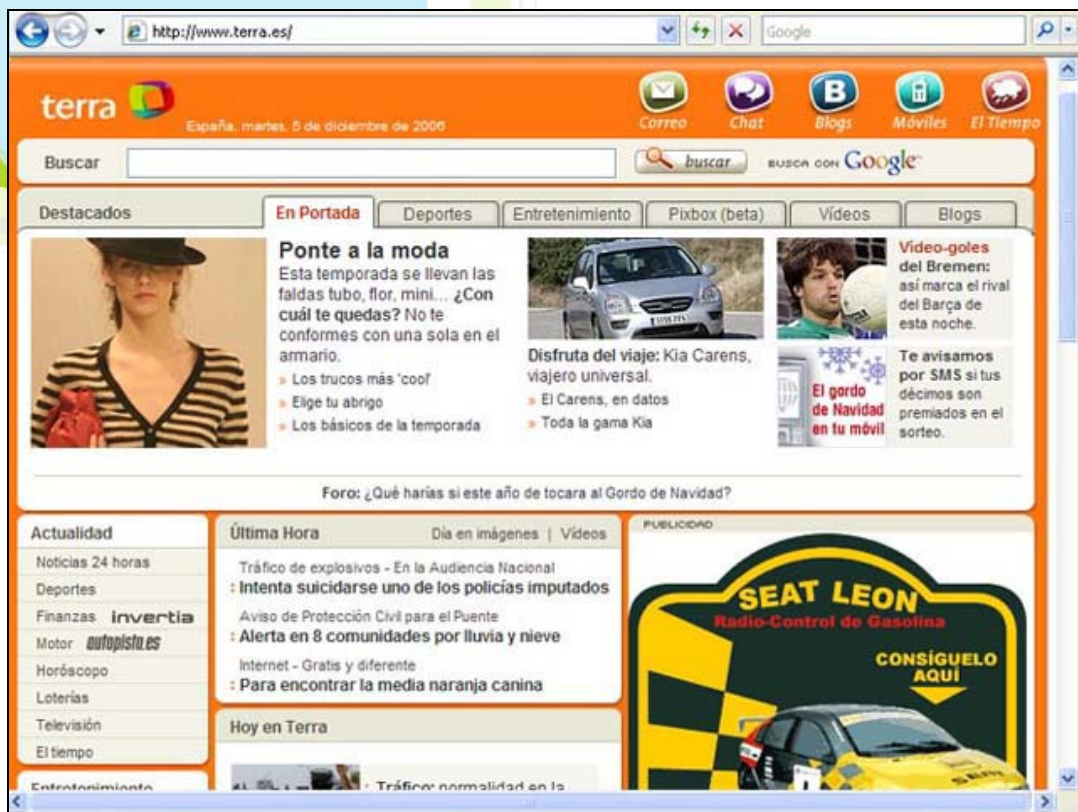 http://www.terra.es/
Google
terra
España, martes, 5 de diciembre de 2006
Correo
Chat
B
Blogs
Móviles
El Tiempo
Buscar
buscar
BUSCA CON Google
Destacados
En Portada
Deportes
Entretenimiento
Pixbox (beta)
Vídeos
Blogs
Ponte a la moda
Esta temporada se llevan las
faldas tubo, flor, mini... ¿Con
cuál te quedas? No te
conformes con una sola en el
armario.
» Los trucos más 'cool'
» Elige tu abrigo
» Los básicos de la temporada
Disfruta del viaje: Kia Carens,
viajero universal.
» El Carens, en datos
» Toda la gama Kia
Vídeo-goles
del Bremen:
así marca el rival
del Barça de
esta noche.
El gordo
de Navidad
en tu móvil
Te avisamos
por SMS si tus
décimos son
premiados en el
sorteo.
Foro: ¿Qué harías si este año de tocara al Gordo de Navidad?
Actualidad
Noticias 24 horas
Deportes
Finanzas invertia
Motor autopista.es
Horóscopo
Loterías
Televisión
El tiempo
Entretenimiento
Última Hora
Día en imágenes | Vídeos
Tráfico de explosivos - En la Audiencia Nacional
: Intenta suicidarse uno de los policías imputados
Aviso de Protección Civil para el Puente
: Alerta en 8 comunidades por lluvia y nieve
Internet - Gratis y diferente
: Para encontrar la media naranja canina
Hoy en Terra
: Tráfico: normalidad en la
PUBLICIDAD
SEAT LEON
Radio-Control de Gasolina
CONSÍGUELO
AQUÍ